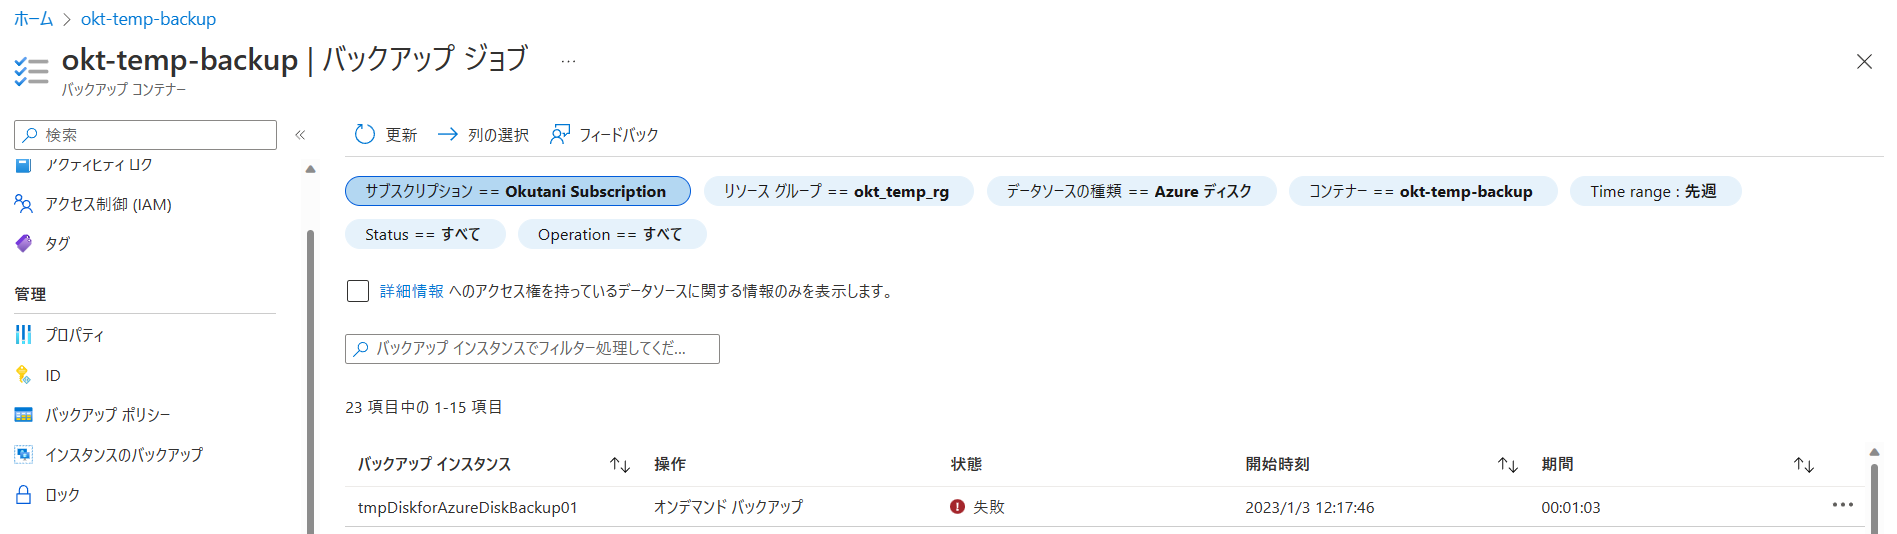 ホーム > okt-temp-backup
okt-temp-backup | バックアップ ジョブ ...
バックアップ コンテナー
検索 «
更新 列の選択 フィードバック
アクティビティ ログ
アクセス制御 (IAM)
タグ
管理
プロパティ
ID
バックアップ ポリシー
インスタンスのバックアップ
ロック
サブスクリプション == Okutani Subscription リソース グループ == okt_temp_rg データソースの種類 == Azure ディスク コンテナー == okt-temp-backup Time range : 先週
Status == すべて Operation == すべて
詳細情報 へのアクセス権を持っているデータソースに関する情報のみを表示します。
バックアップ インスタンスでフィルター処理してくだ...
23 項目中の 1-15 項目
バックアップ インスタンス ↑↓ 操作 状態 開始時刻 ↑↓ 期間 ↑↓
tmpDiskforAzureDiskBackup01 オンデマンド バックアップ 失敗 2023/1/3 12:17:46 00:01:03 ...